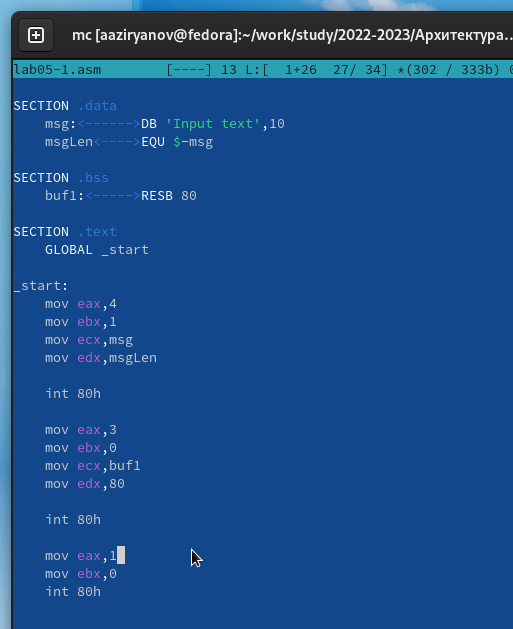 mc [aaziryanov@fedora]:~/work/study/2022-2023/Архитектура…
lab05-1.asm [----] 13 L:[ 1+26 27/ 34] *(302 / 333b)
SECTION .data
msg:<------>DB 'Input text',10
msgLen<---->EQU $-msg
SECTION .bss
buf1:<----->RESB 80
SECTION .text
GLOBAL _start
_start:
mov eax,4
mov ebx,1
mov ecx,msg
mov edx,msgLen
int 80h
mov eax,3
mov ebx,0
mov ecx,buf1
mov edx,80
int 80h
mov eax,1
mov ebx,0
int 80h